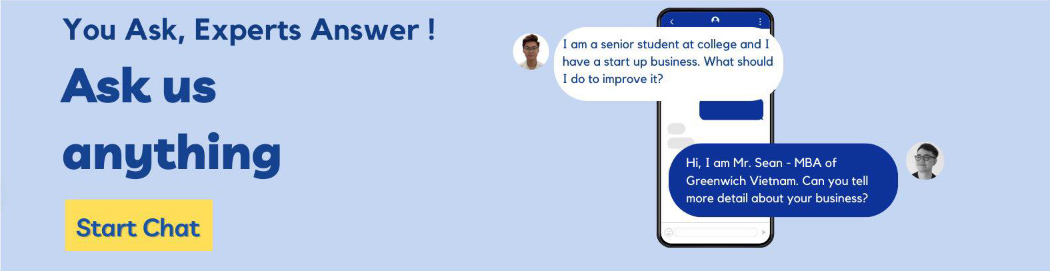 You Ask, Experts Answer !
Ask us
anything
Start Chat
I am a senior student at college and I
have a start up business. What should
I do to improve it?
Hi, I am Mr. Sean - MBA of
Greenwich Vietnam. Can you tell
more detail about your business?